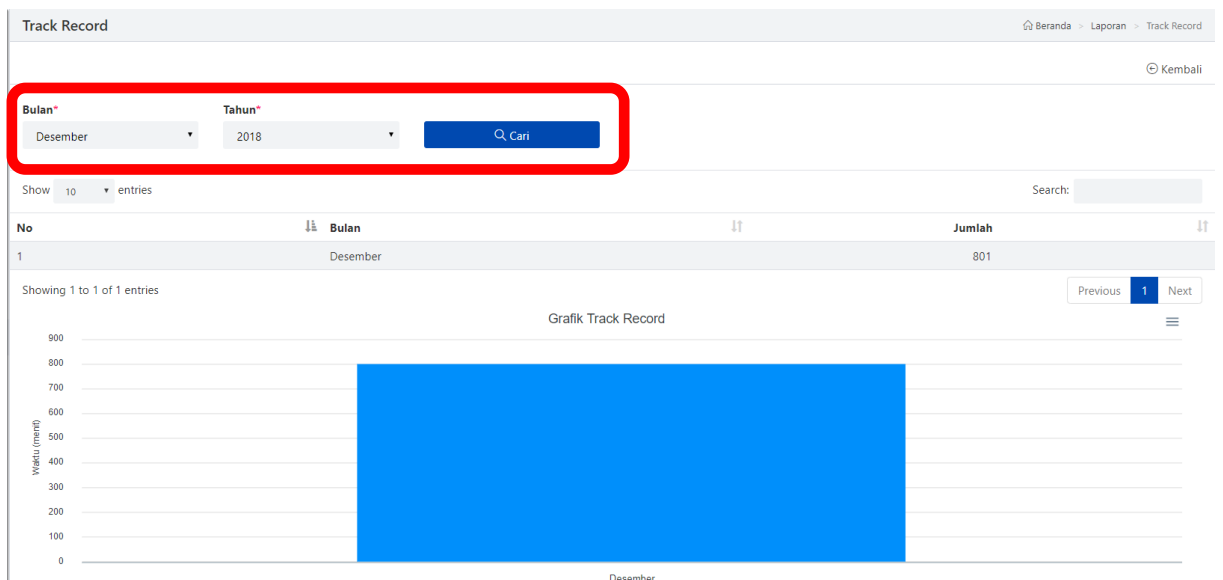 Track Record
Beranda > Laporan > Track Record
Kembali
Bulan* Tahun*
Desember 2018 Cari
Show 10 entries Search:
No Bulan Jumlah
1 Desember 801
Showing 1 to 1 of 1 entries Previous 1 Next
Grafik Track Record
900
800
700
600
500
400
300
200
100
0
Waktu (menit)
Desember